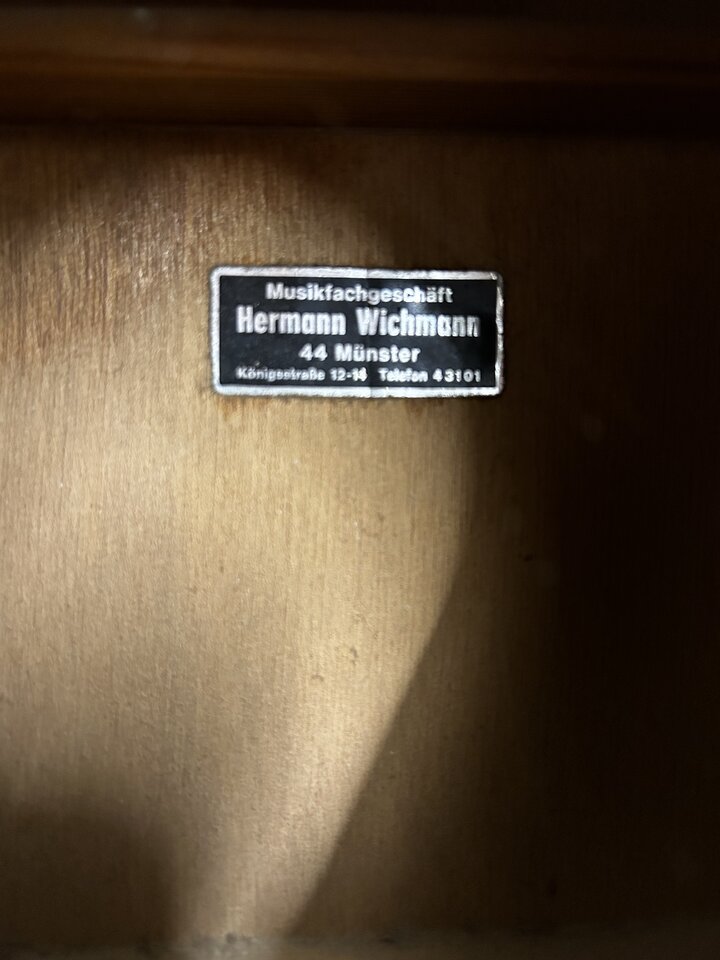 Musikfachgeschäft
Hermann Wichmann
44 Münster
Königsstraße 12-14 Telefon 43101